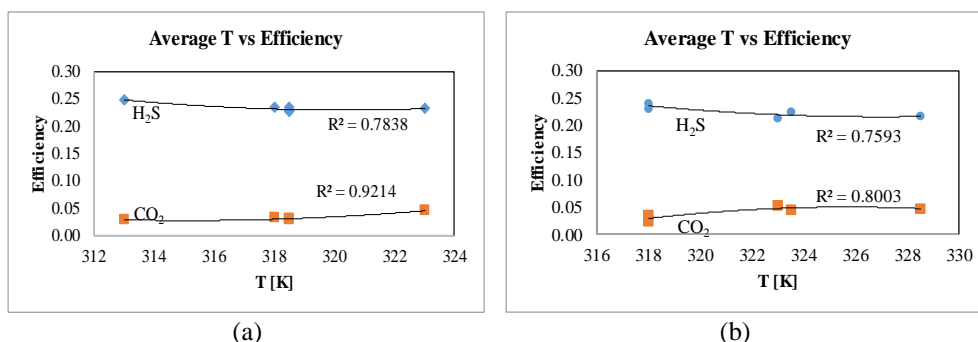 Average T vs Efficiency
Efficiency
0.30
0.25
0.20
0.15
0.10
0.05
0.00
H₂S
R² = 0.7838
R² = 0.9214
CO₂
312 314 316 318 320 322 324
T [K]
(a)
Average T vs Efficiency
Efficiency
0.30
0.25
0.20
0.15
0.10
0.05
0.00
H₂S
R² = 0.7593
R² = 0.8003
CO₂
316 318 320 322 324 326 328 330
T [K]
(b)